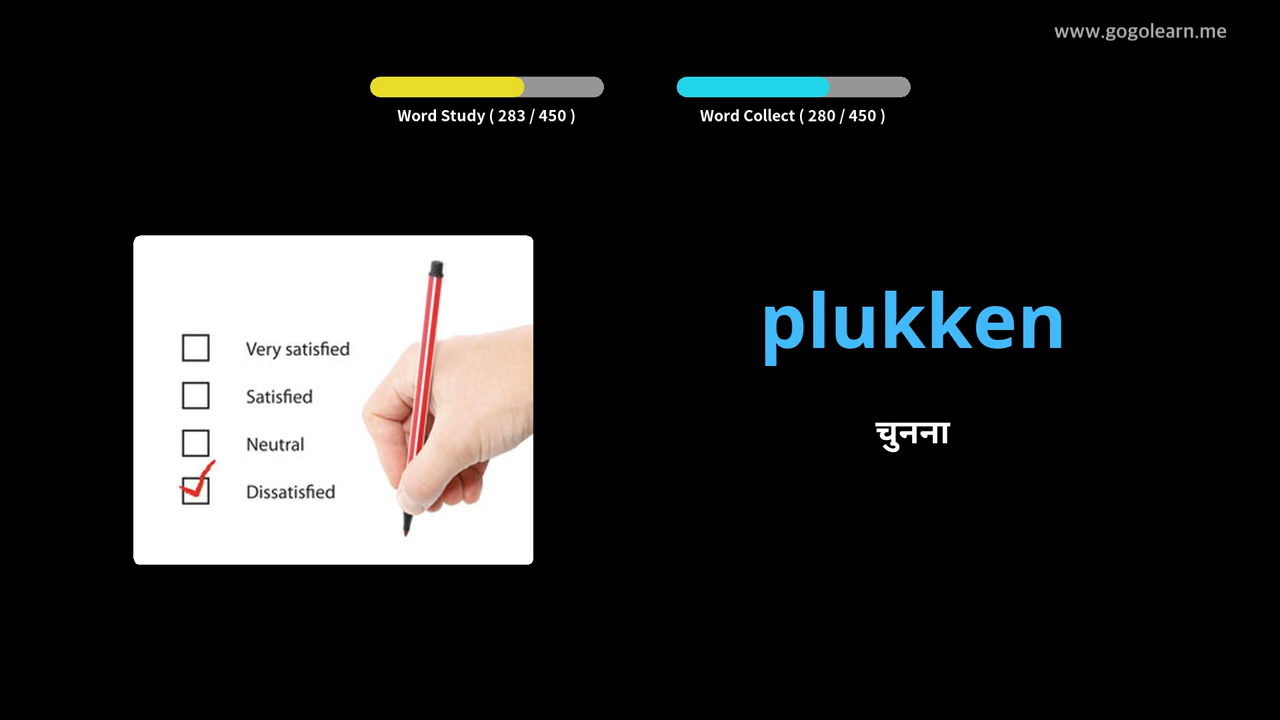 www.gogolearn.me
Word Study ( 283 / 450 )
Word Collect ( 280 / 450 )
Very satisfied
Satisfied
Neutral
Dissatisfied
plukken
चुनना